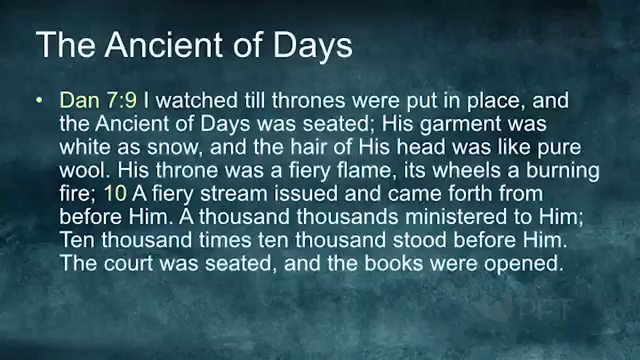 The Ancient of Days
• Dan 7:9 I watched till thrones were put in place, and
the Ancient of Days was seated; His garment was
white as snow, and the hair of His head was like pure
wool. His throne was a fiery flame, its wheels a burning
fire; 10 A fiery stream issued and came forth from
before Him. A thousand thousands ministered to Him;
Ten thousand times ten thousand stood before Him.
The court was seated, and the books were opened.